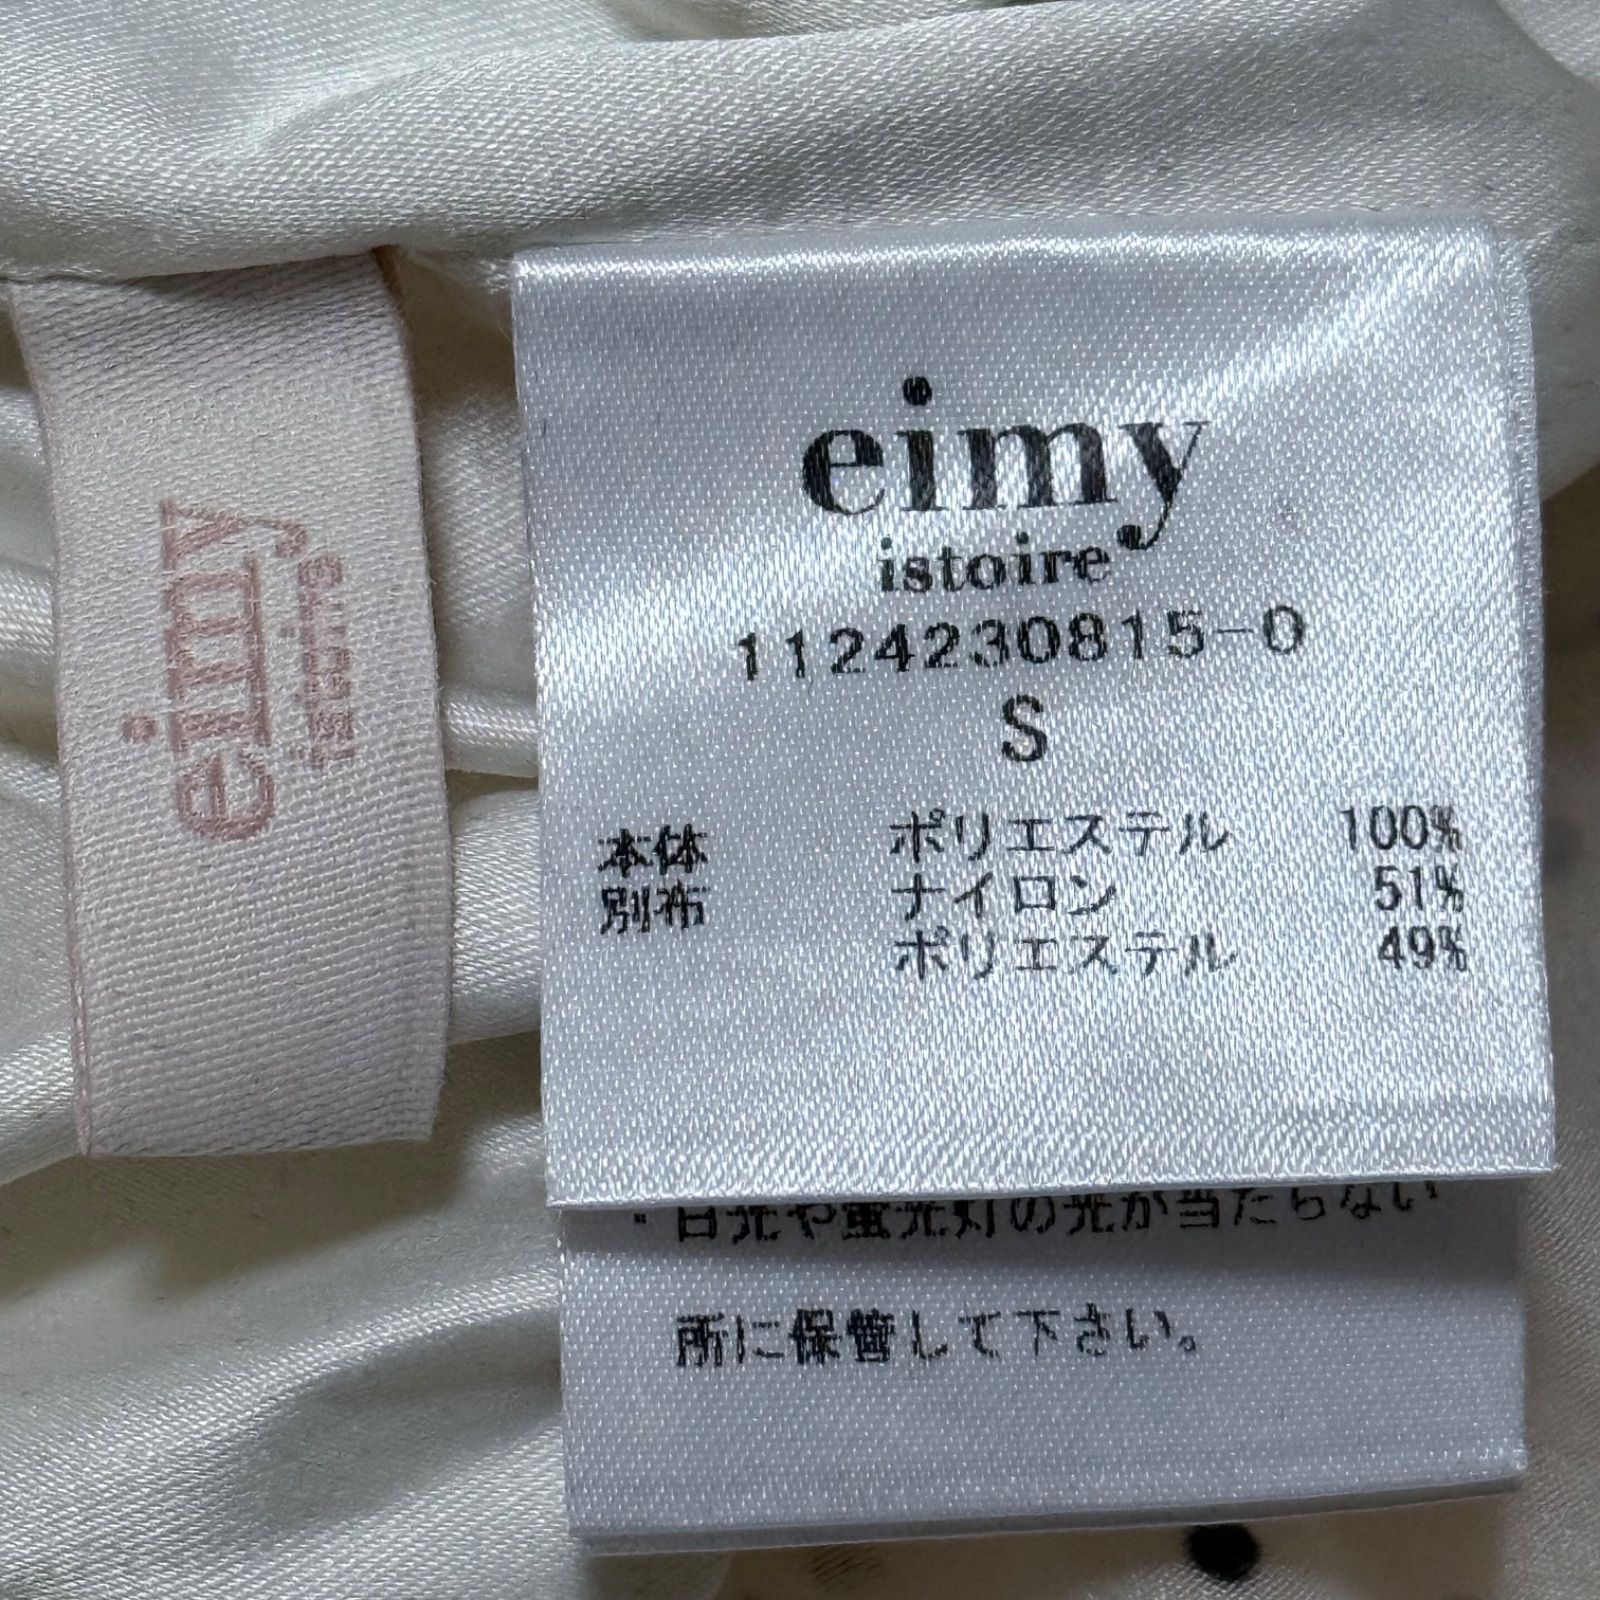 eimy
istoire
eimy
istoire
1124230815-0
S
本体 ポリエステル 100%
別布 ナイロン 51%
ポリエステル 49%
・日光や蛍光灯の光が当たらない
所に保管して下さい。